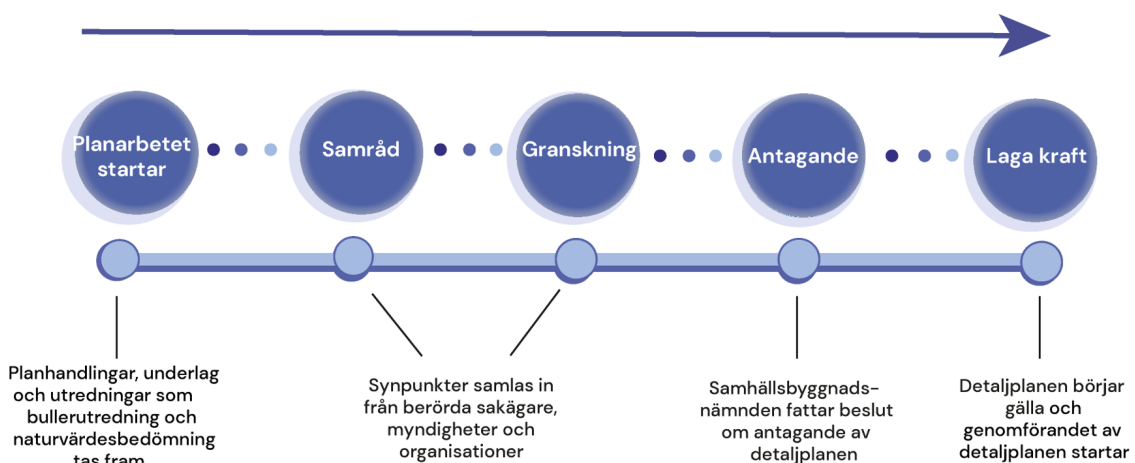 Planarbetet
startar
Samråd
Granskning
Antagande
Laga kraft
Planhandlingar, underlag
och utredningar som
bullerutredning och
naturvärdesbedömning
tas fram
Synpunkter samlas in
från berörda sakägare,
myndigheter och
organisationer
Samhällsbyggnads-
nämnden fattar beslut
om antagande av
detaljplanen
Detaljplanen börjar
gälla och
genomförandet av
detaljplanen startar